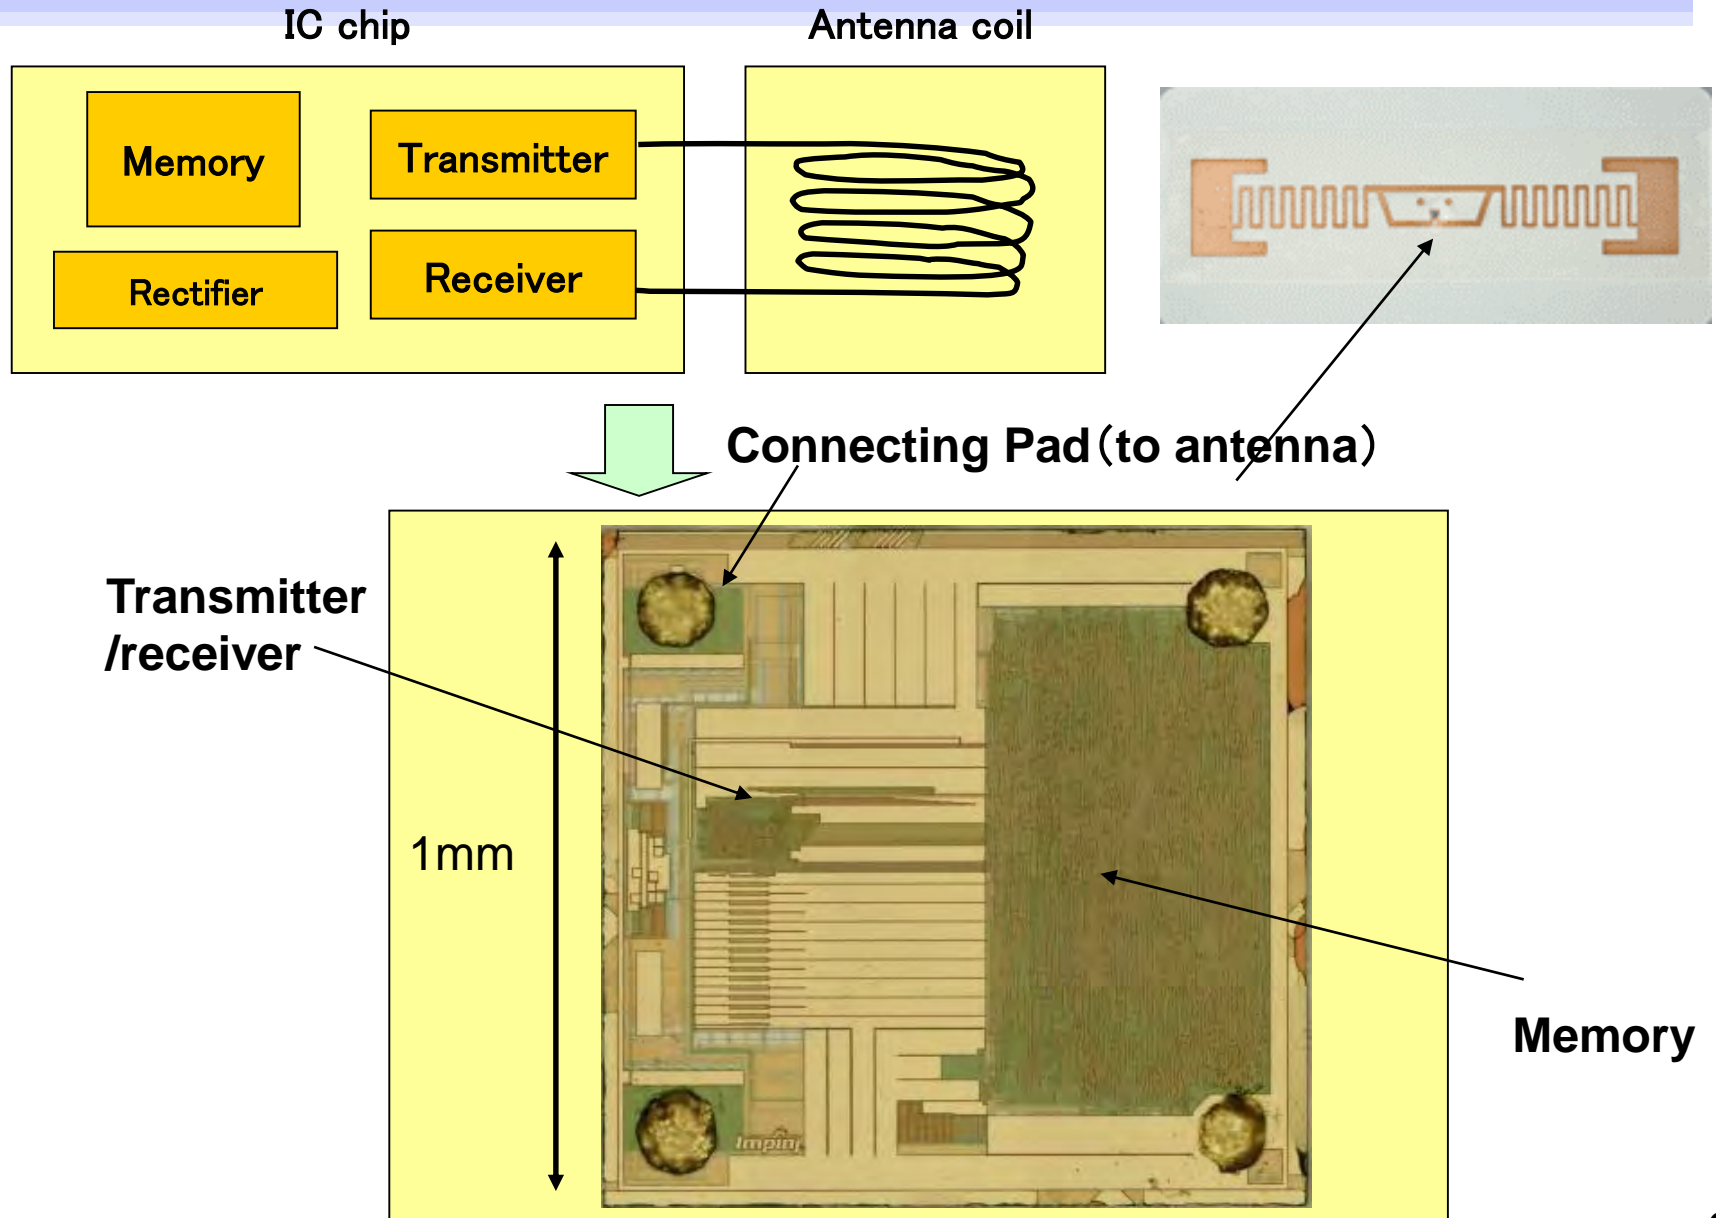 IC chip
Antenna coil
Memory
Transmitter
Rectifier
Receiver
Connecting Pad（to antenna）
Transmitter
/receiver
1mm
Memory
Impinj